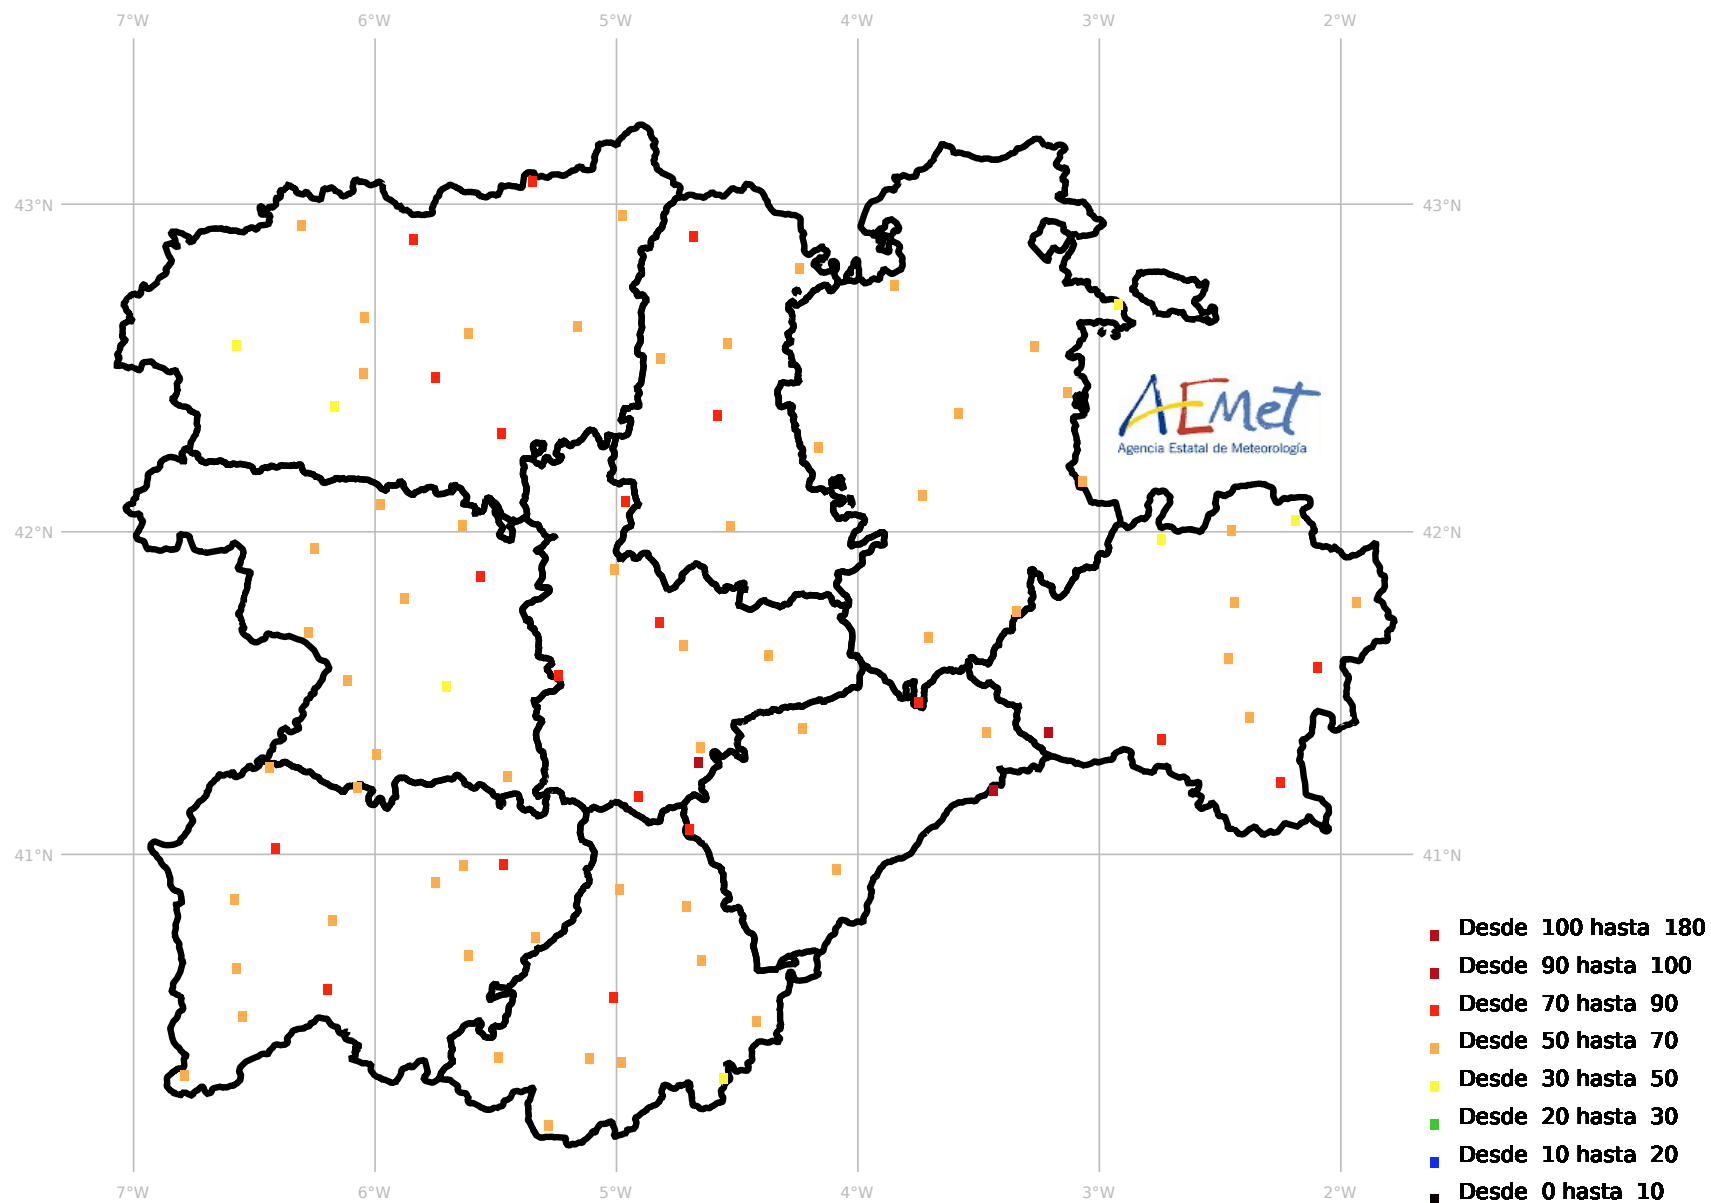 7°W 6°W 5°W 4°W 3°W 2°W
43°N 43°N
AEMet
Agencia Estatal de Meteorología
42°N 42°N
41°N 41°N
Desde 100 hasta 180
Desde 90 hasta 100
Desde 70 hasta 90
Desde 50 hasta 70
Desde 30 hasta 50
Desde 20 hasta 30
Desde 10 hasta 20
Desde 0 hasta 10
7°W 6°W 5°W 4°W 3°W 2°W